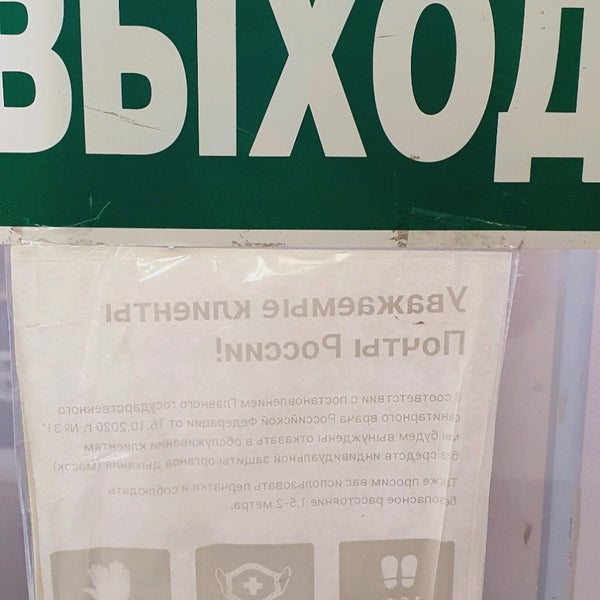 ВЫХОД
Уважаемые клиенты
Почты России!
В соответствии с постановлением Главного государственного
санитарного врача Российской Федерации от 16.10.2020 г. № 31"
мы будем вынуждены отказать в обслуживании клиентам
без средств индивидуальной защиты органов дыхания (масок).
Также просим вас использовать перчатки и соблюдать
безопасное расстояние 1,5-2 метра.